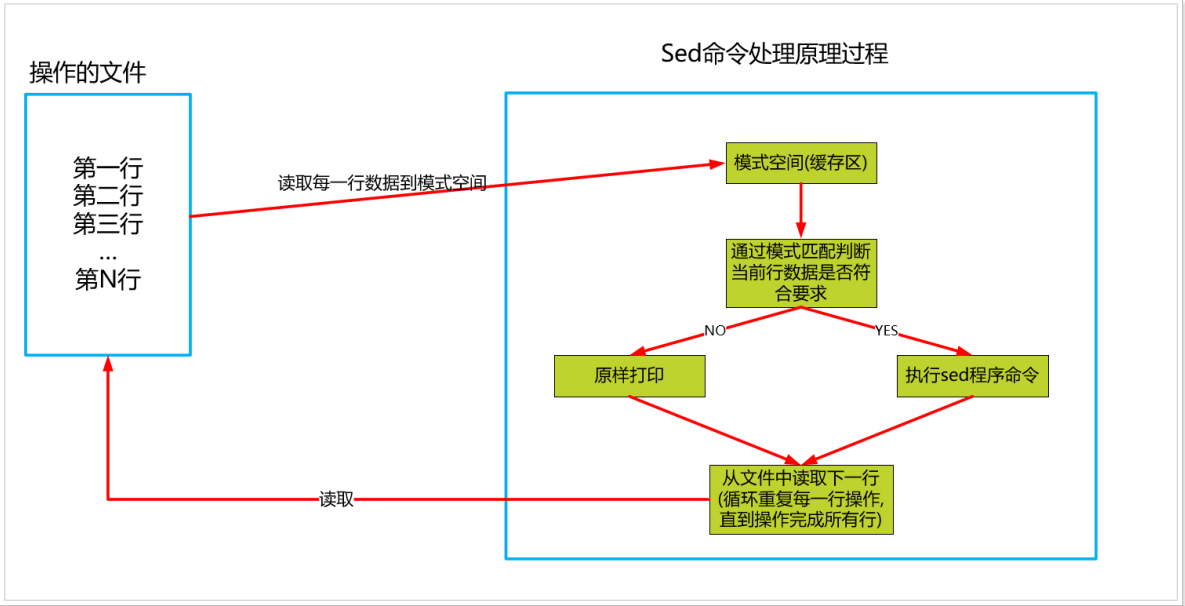 Sed命令处理原理过程
操作的文件
第一行
第二行
第三行
...
第N行
读取每一行数据到模式空间
模式空间(缓存区)
通过模式匹配判断
当前行数据是否符
合要求
NO
YES
原样打印
执行sed程序命令
从文件中读取下一行
(循环重复每一行操作,
直到操作完成所有行)
读取